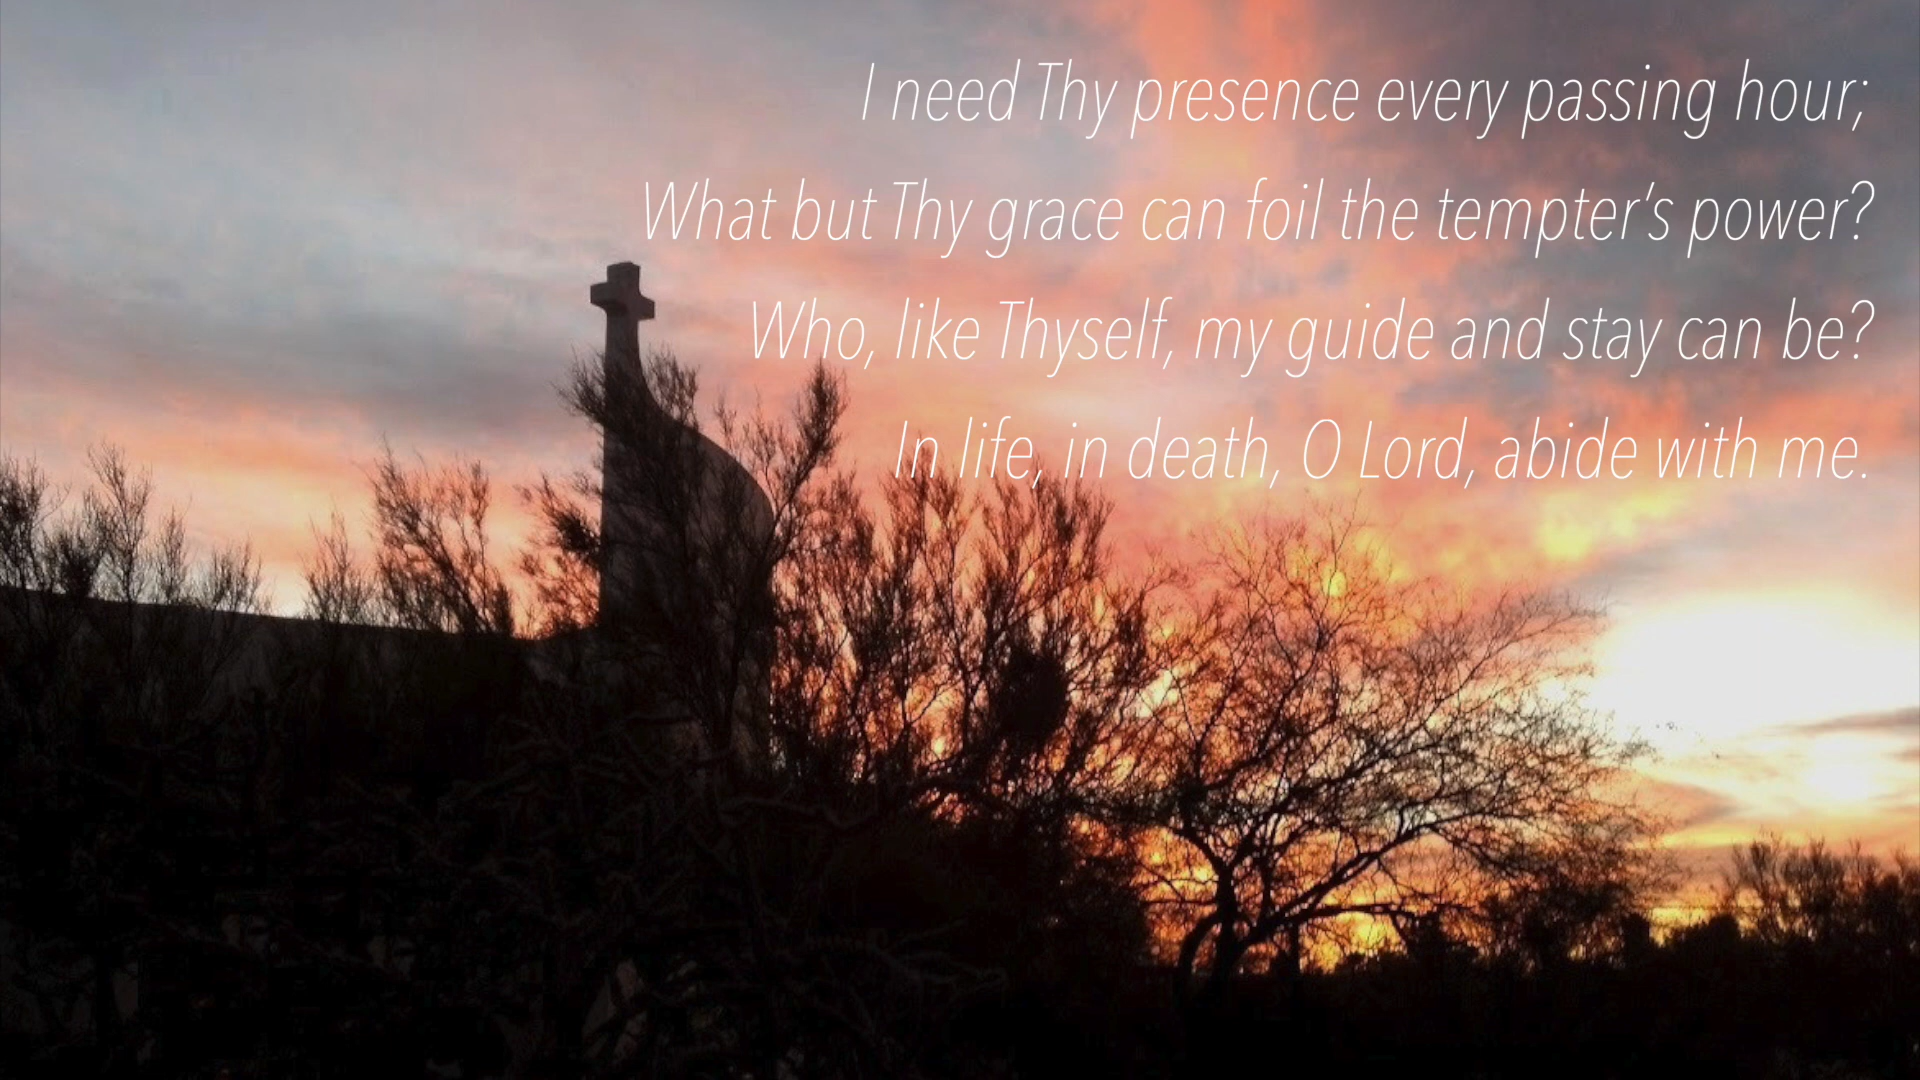 I need Thy presence every passing hour;
What but Thy grace can foil the tempter’s power?
Who, like Thyself, my guide and stay can be?
In life, in death, O Lord, abide with me.